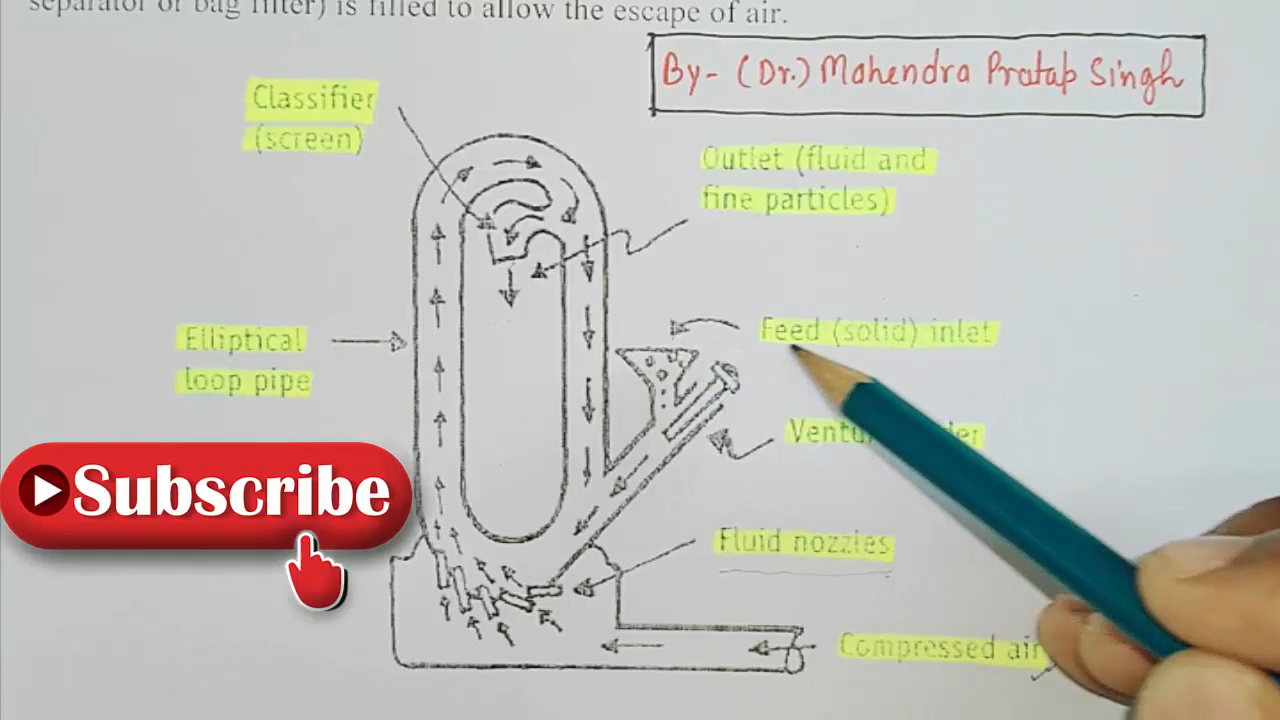 separator or bag filter) is filled to allow the escape of air.
By- (Dr.) Mahendra Pratap Singh
Classifier
(screen)
Outlet (fluid and
fine particles)
Feed (solid) inlet
Elliptical
loop pipe
Subscribe
Fluid nozzles
Compressed air